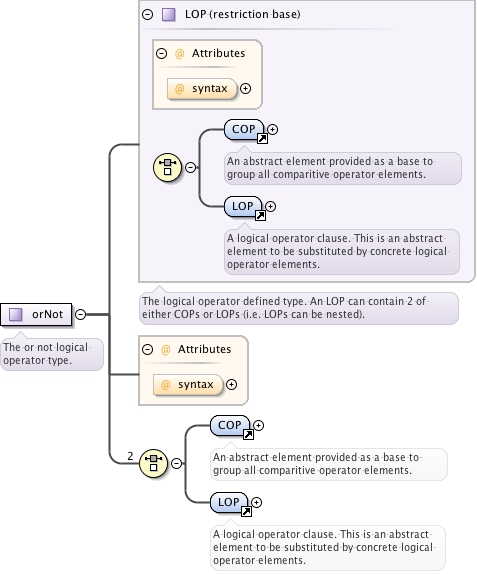 LOP (restriction base)
@ Attributes
@ syntax
COP
An abstract element provided as a base to
group all comparitive operator elements.
LOP
A logical operator clause. This is an abstract
element to be substituted by concrete logical
operator elements.
The logical operator defined type. An LOP can contain 2 of
either COPs or LOPs (i.e. LOPs can be nested).
orNot
The or not logical
operator type.
@ Attributes
@ syntax
2
COP
An abstract element provided as a base to
group all comparitive operator elements.
LOP
A logical operator clause. This is an abstract
element to be substituted by concrete logical
operator elements.